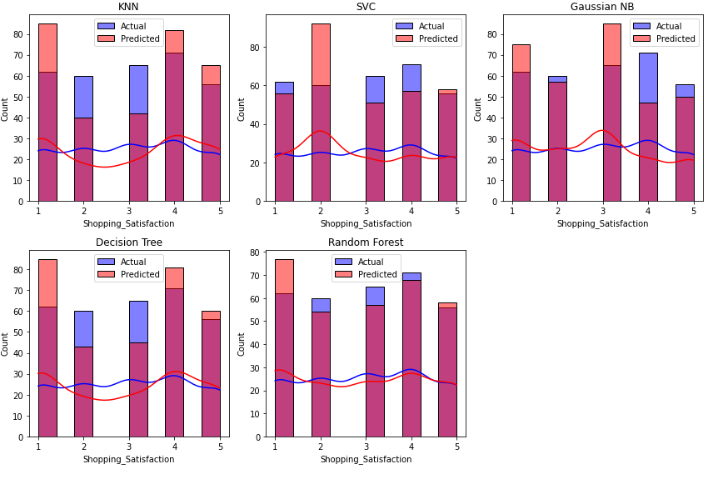 KNN
Actual
Predicted
80
70
60
50
40
30
20
10
0
Count
1 2 3 4 5
Shopping_Satisfaction
SVC
Actual
Predicted
80
60
40
20
0
Count
1 2 3 4 5
Shopping_Satisfaction
Gaussian NB
Actual
Predicted
80
70
60
50
40
30
20
10
0
Count
1 2 3 4 5
Shopping_Satisfaction
Decision Tree
Actual
Predicted
80
70
60
50
40
30
20
10
0
Count
1 2 3 4 5
Shopping_Satisfaction
Random Forest
Actual
Predicted
80
70
60
50
40
30
20
10
0
Count
1 2 3 4 5
Shopping_Satisfaction